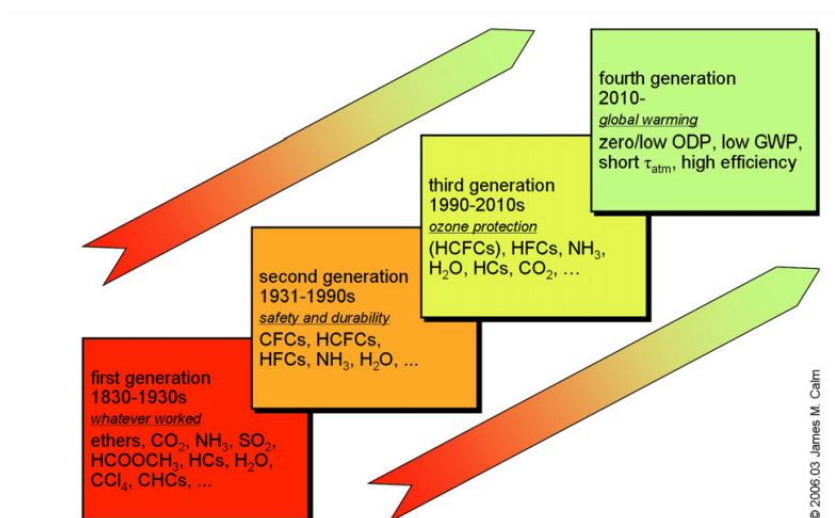 first generation
1830-1930s
whatever worked
ethers, CO₂, NH₃, SO₂,
HCOOCH₃, HCs, H₂O,
CCl₄, CHCs, ...
second generation
1931-1990s
safety and durability
CFCs, HCFCs,
HFCs, NH₃, H₂O, ...
third generation
1990-2010s
ozone protection
(HCFCs), HFCs, NH₃,
H₂O, HCs, CO₂, ...
fourth generation
2010-
global warming
zero/low ODP, low GWP,
short τₐₜₘ, high efficiency
© 2006.03 James M. Calm